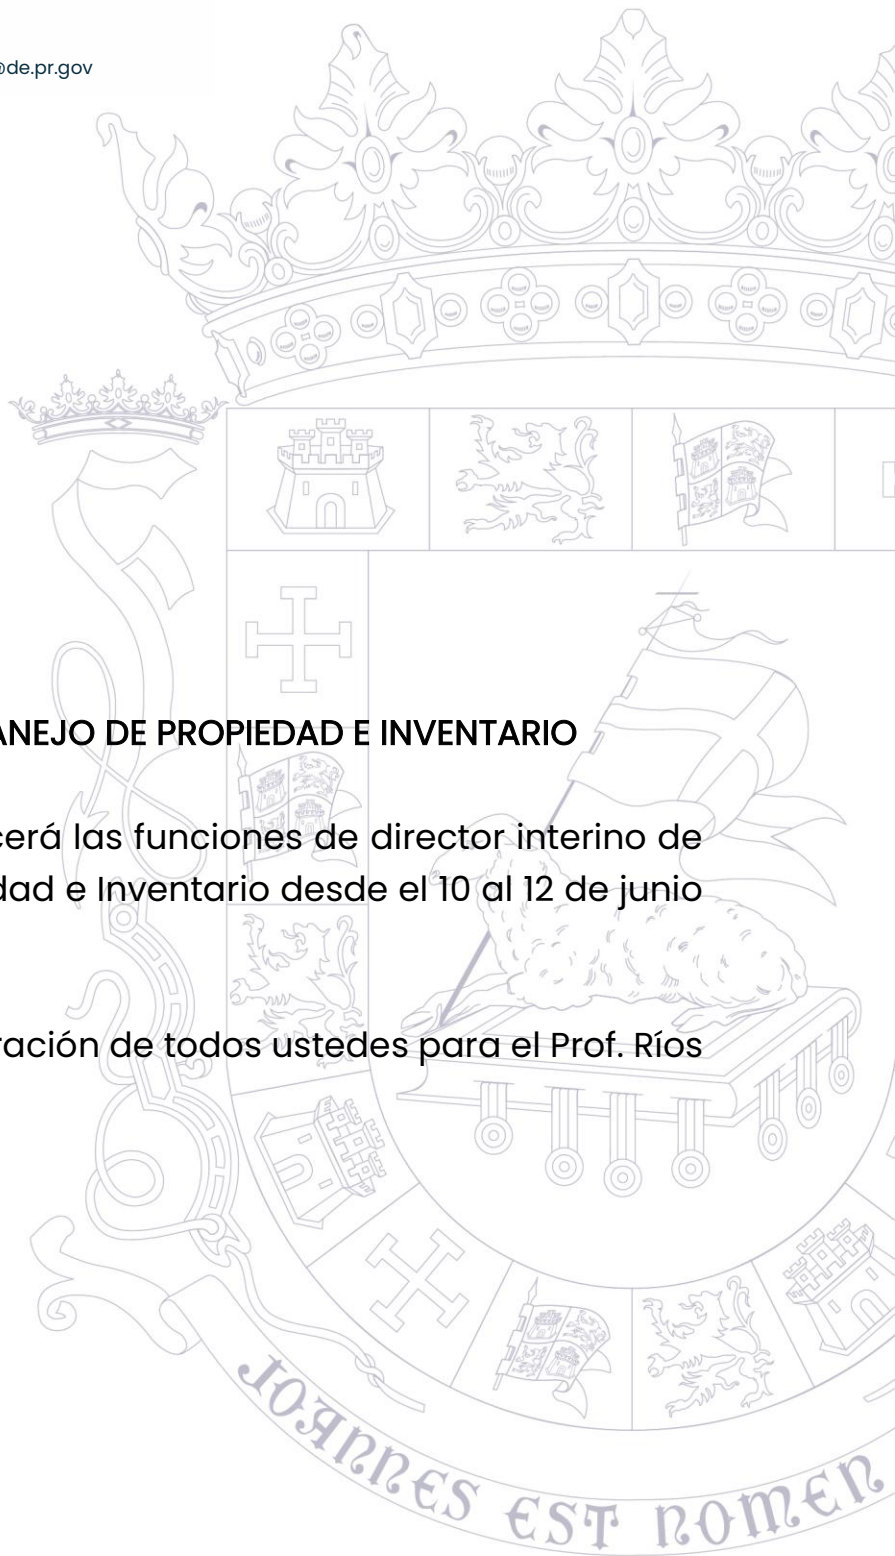 @de.pr.gov
ANEJO DE PROPIEDAD E INVENTARIO
cerá las funciones de director interino de
dad e Inventario desde el 10 al 12 de junio
ración de todos ustedes para el Prof. Ríos
JOANNES EST NOMEN